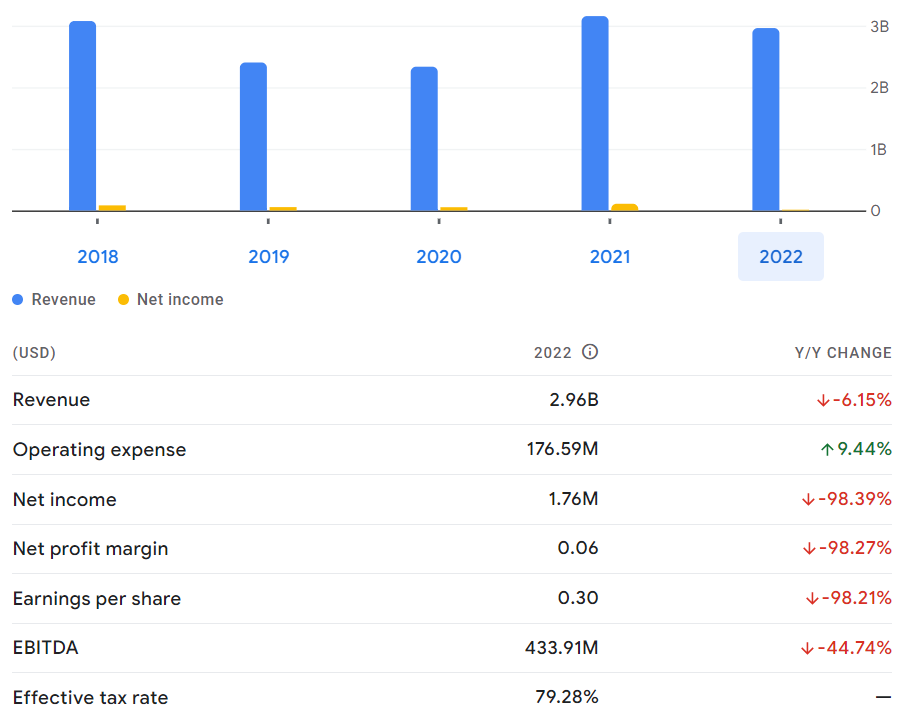 3B
2B
1B
0
2018 2019 2020 2021 2022
Revenue Net income
(USD) 2022 Y/Y CHANGE
Revenue 2.96B ↓-6.15%
Operating expense 176.59M ↑9.44%
Net income 1.76M ↓-98.39%
Net profit margin 0.06 ↓-98.27%
Earnings per share 0.30 ↓-98.21%
EBITDA 433.91M ↓-44.74%
Effective tax rate 79.28% —